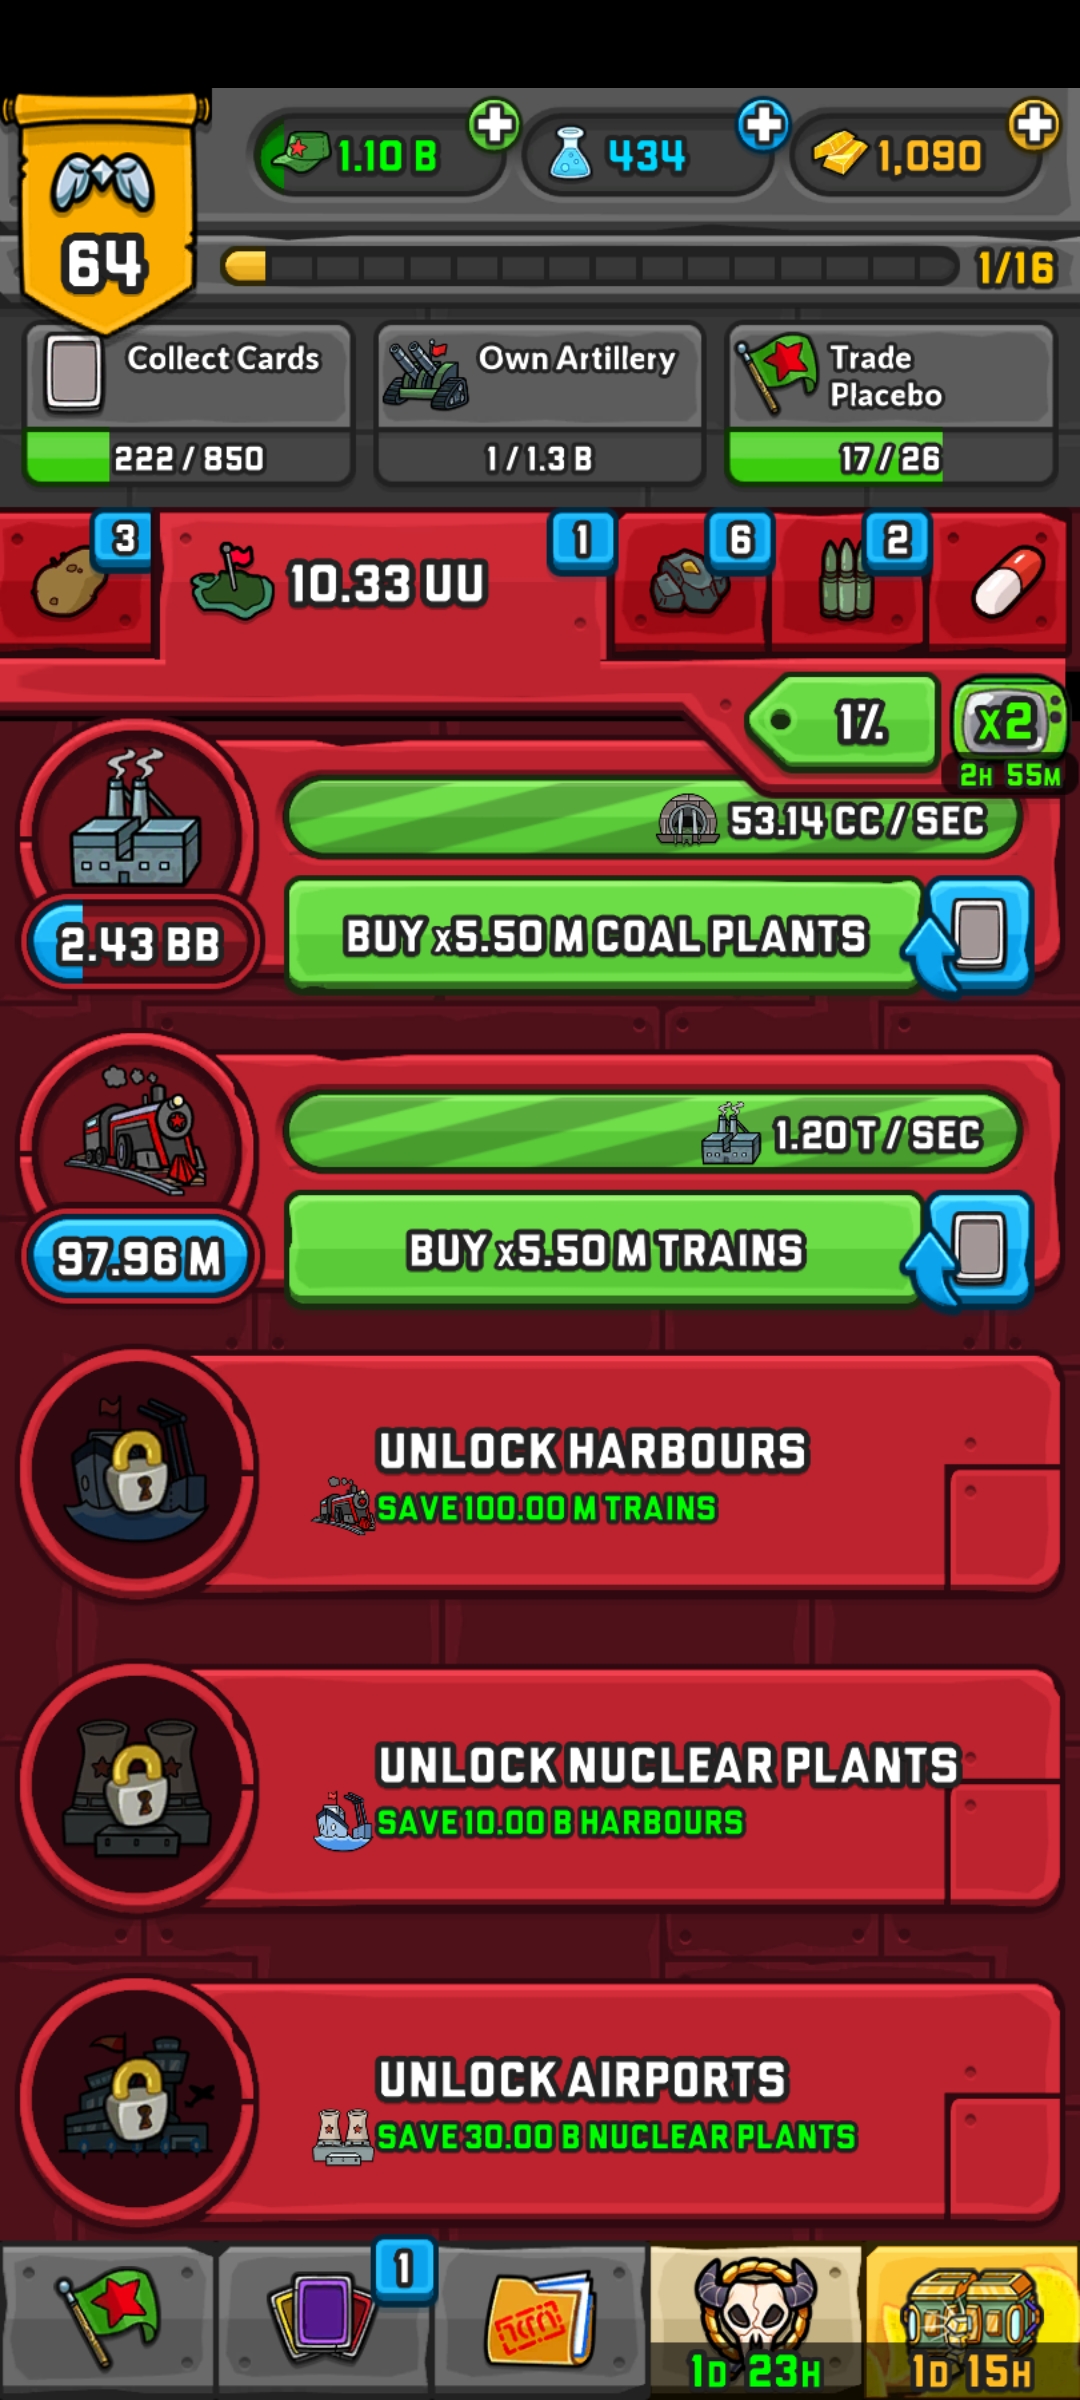 1.10 B
434
1,090
64
1/16
Collect Cards
222 / 850
Own Artillery
1 / 1.3 B
Trade
Placebo
17 / 26
3
10.33 UU
1
6
2
1%
x2
2H 55M
53.14 CC / SEC
2.43 BB
BUY x5.50 M COAL PLANTS
1.20 T / SEC
97.96 M
BUY x5.50 M TRAINS
UNLOCK HARBOURS
SAVE 100.00 M TRAINS
UNLOCK NUCLEAR PLANTS
SAVE 10.00 B HARBOURS
UNLOCK AIRPORTS
SAVE 30.00 B NUCLEAR PLANTS
1
1D 23H
1D 15H